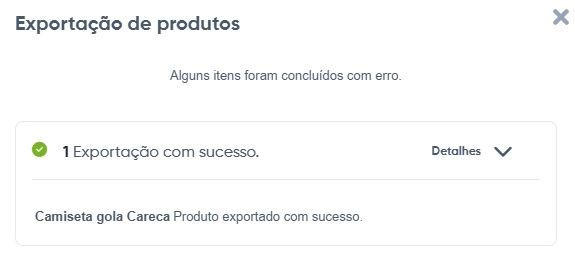 Exportação de produtos
Alguns itens foram concluídos com erro.
1 Exportação com sucesso.
Detalhes
Camiseta gola Careca Produto exportado com sucesso.